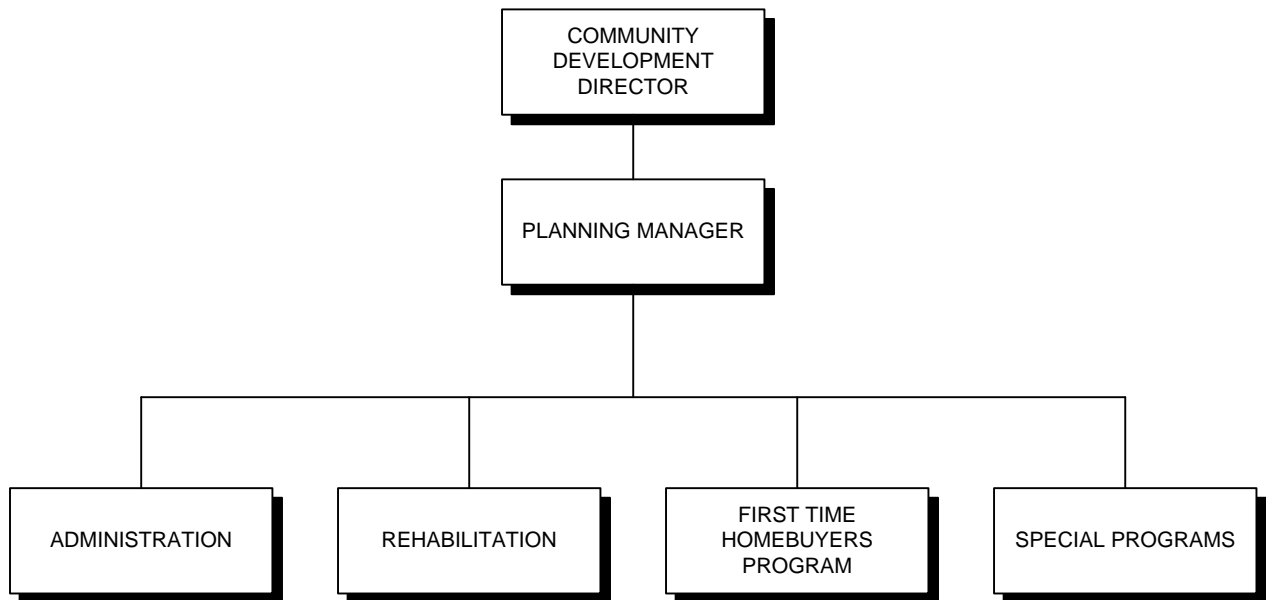 COMMUNITY
DEVELOPMENT
DIRECTOR
PLANNING MANAGER
ADMINISTRATION
REHABILITATION
FIRST TIME
HOMEBUYERS
PROGRAM
SPECIAL PROGRAMS